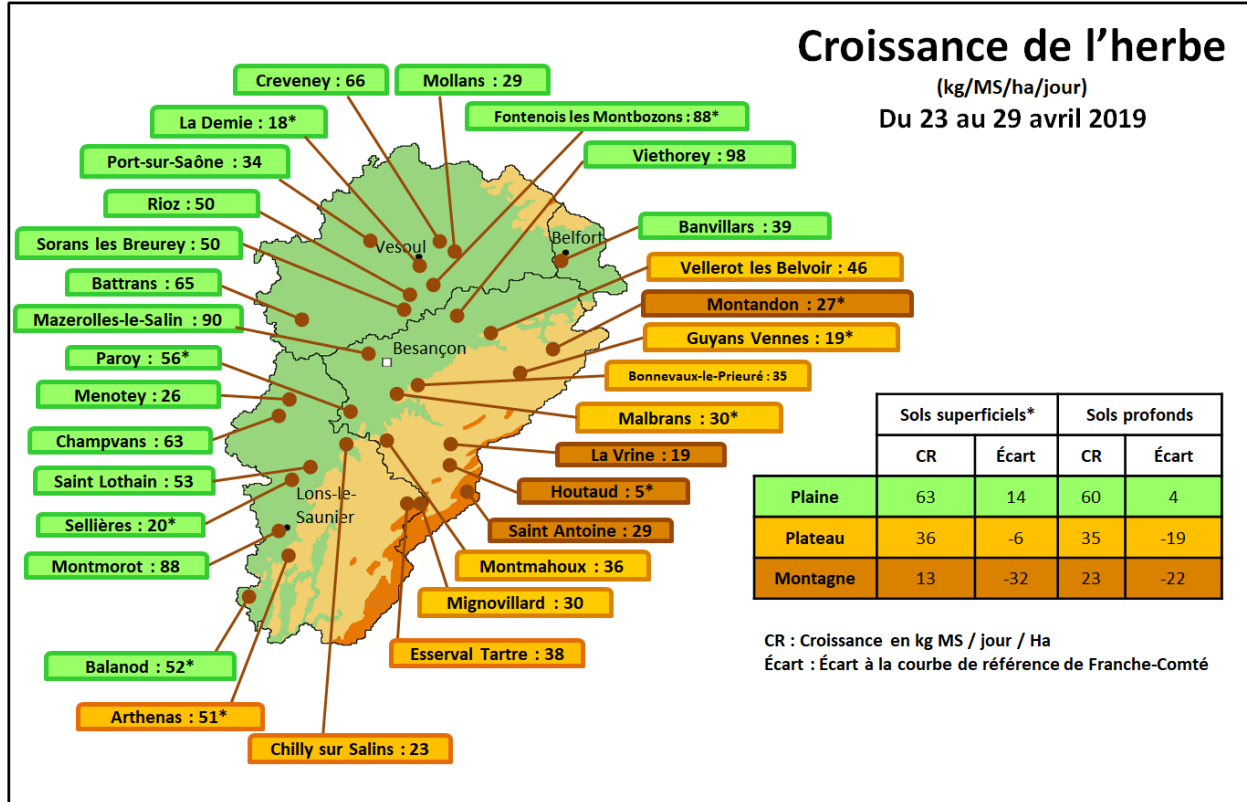 Croissance de l'herbe
(kg/MS/ha/jour)
Du 23 au 29 avril 2019
Creveney : 66
Mollans : 29
La Demie : 18*
Fontenois les Montbozons : 88*
Port-sur-Saône : 34
Viethorey : 98
Rioz : 50
Sorans les Breurey : 50
Banvillars : 39
Battrans : 65
Vellerot les Belvoir : 46
Mazerolles-le-Salin : 90
Montandon : 27*
Paroy : 56*
Guyans Vennes : 19*
Menotey : 26
Bonnevaux-le-Prieuré : 35
Champvans : 63
Malbrans : 30*
Saint Lothain : 53
La Vrine : 19
Sellières : 20*
Houtaud : 5*
Montmorot : 88
Saint Antoine : 29
Montmahoux : 36
Mignovillard : 30
Balanod : 52*
Esserval Tartre : 38
Arthenas : 51*
Chilly sur Salins : 23
Vesoul
Belfort
Besançon
Lons-le-
Saunier
Sols superficiels* Sols profonds
CR Écart CR Écart
Plaine 63 14 60 4
Plateau 36 -6 35 -19
Montagne 13 -32 23 -22
CR : Croissance en kg MS / jour / Ha
Écart : Écart à la courbe de référence de Franche-Comté